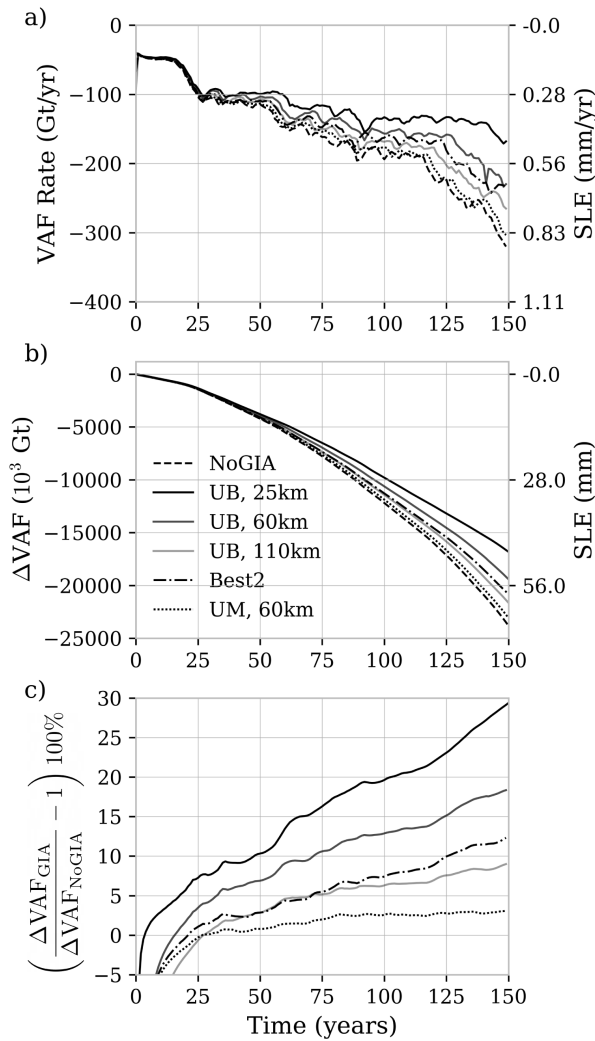 a)
0
−100
−200
−300
−400
VAF Rate (Gt/yr)
-0.0
0.28
0.56
0.83
1.11
SLE (mm/yr)
0 25 50 75 100 125 150
b)
0
−5000
−10000
−15000
−20000
−25000
ΔVAF (10³ Gt)
NoGIA
UB, 25km
UB, 60km
UB, 110km
Best2
UM, 60km
-0.0
28.0
56.0
SLE (mm)
0 25 50 75 100 125 150
c)
30
25
20
15
10
5
0
−5
(ΔVAF_GIA / ΔVAF_NoGIA − 1) 100%
0 25 50 75 100 125 150
Time (years)